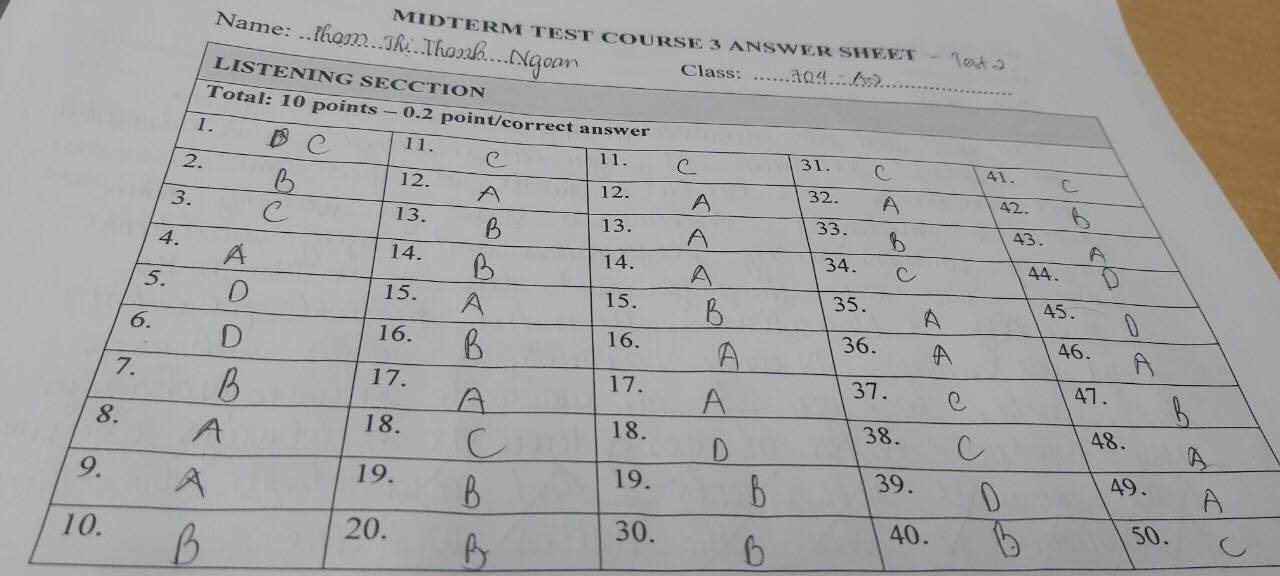 MIDTERM TEST COURSE 3 ANSWER SHEET - Test 2
Name: ..Pham..Thi..Thanh....Ngoan
Class: ......704-A02..............................
LISTENING SECCTION
Total: 10 points – 0.2 point/correct answer
1. C 11. C 11. C 31. C 41. C
2. B 12. A 12. A 32. A 42. B
3. C 13. B 13. A 33. B 43. A
4. A 14. B 14. A 34. C 44. D
5. D 15. A 15. B 35. A 45. D
6. D 16. B 16. A 36. A 46. A
7. B 17. A 17. A 37. C 47. B
8. A 18. C 18. D 38. C 48. A
9. A 19. B 19. B 39. D 49. A
10. B 20. B 30. B 40. B 50. C